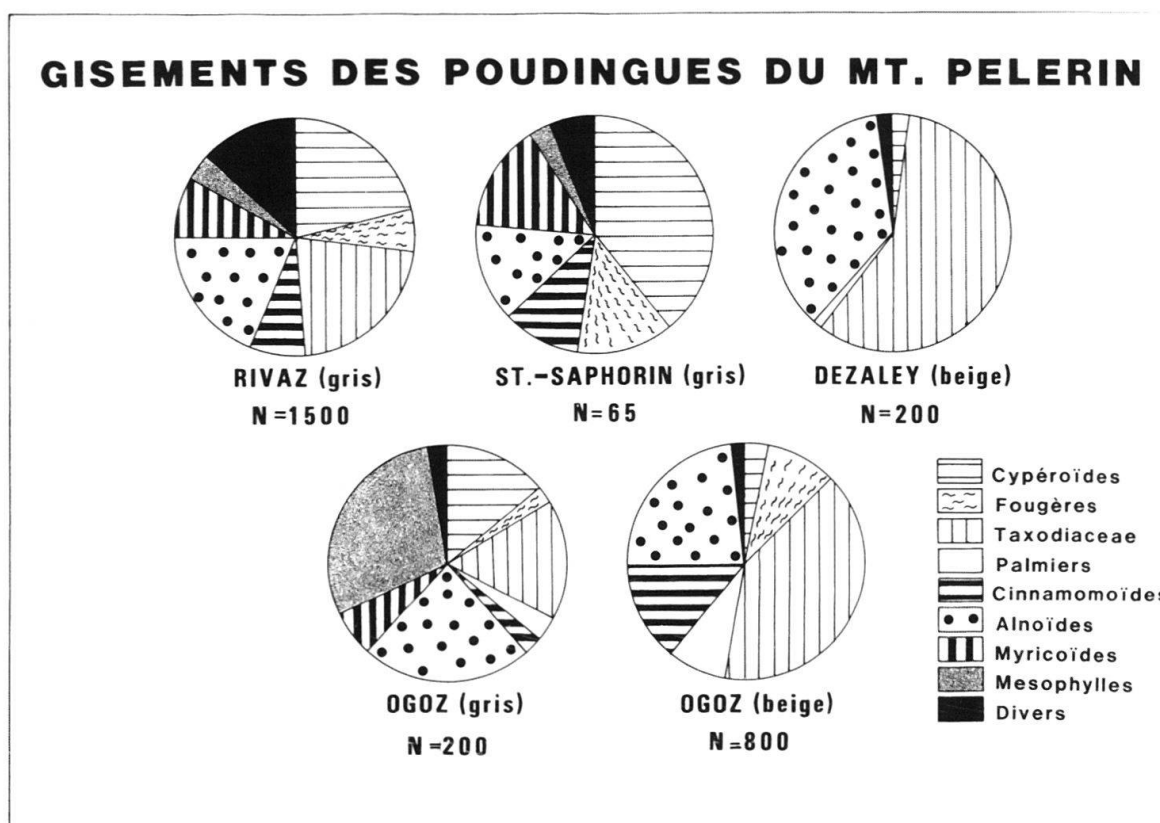 GISEMENTS DES POUDINGUES DU MT. PELERIN
RIVAZ (gris)
N=1500
ST.-SAPHORIN (gris)
N=65
DEZALEY (beige)
N=200
OGOZ (gris)
N=200
OGOZ (beige)
N=800
Cypéroïdes
Fougères
Taxodiaceae
Palmiers
Cinnamomoïdes
Alnoïdes
Myricoïdes
Mesophylles
Divers